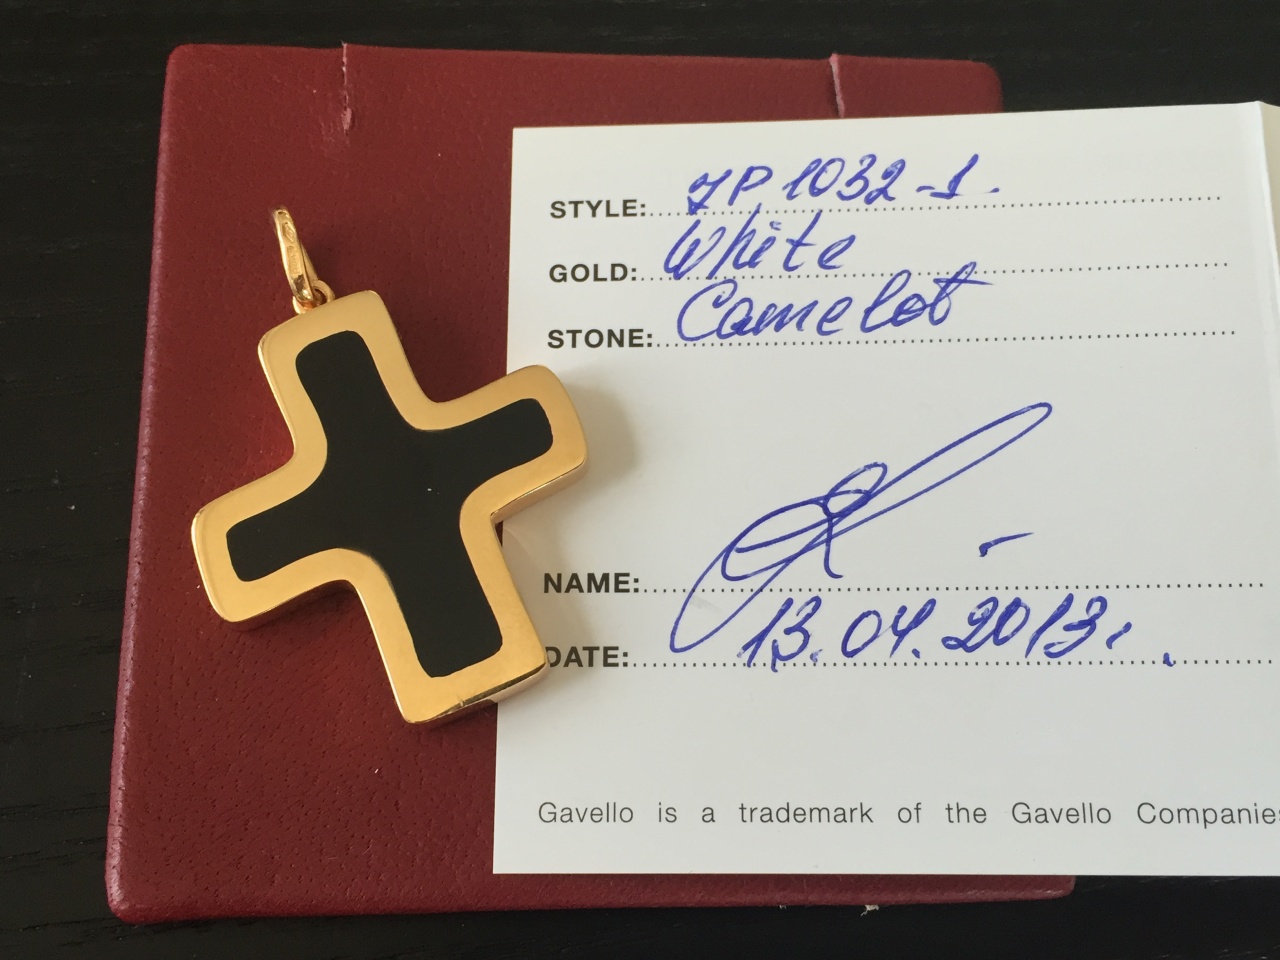 STYLE: ZP 1032-1.
GOLD: White
STONE: Camelot
NAME:
DATE: 13.04.2013.
Gavello is a trademark of the Gavello Companies